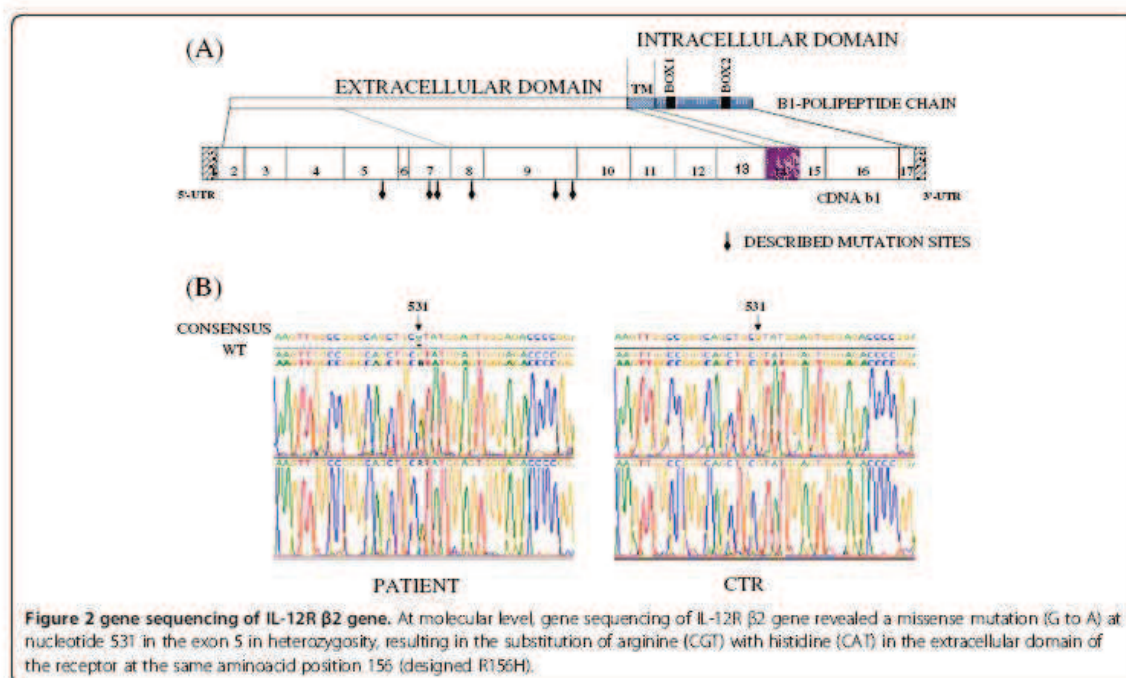 (A)
INTRACELLULAR DOMAIN
EXTRACELLULAR DOMAIN
TM
BOX1
BOX2
B1-POLIPEPTIDE CHAIN
2 3 4 5 6 7 8 9 10 11 12 13 15 16 17
5'-UTR
cDNA b1
3'-UTR
DESCRIBED MUTATION SITES
(B)
531
531
CONSENSUS
WT
PATIENT
CTR
Figure 2 gene sequencing of IL-12R β2 gene. At molecular level, gene sequencing of IL-12R β2 gene revealed a missense mutation (G to A) at
nucleotide 531 in the exon 5 in heterozygosity, resulting in the substitution of arginine (CGT) with histidine (CAT) in the extracellular domain of
the receptor at the same aminoacid position 156 (designed R156H).